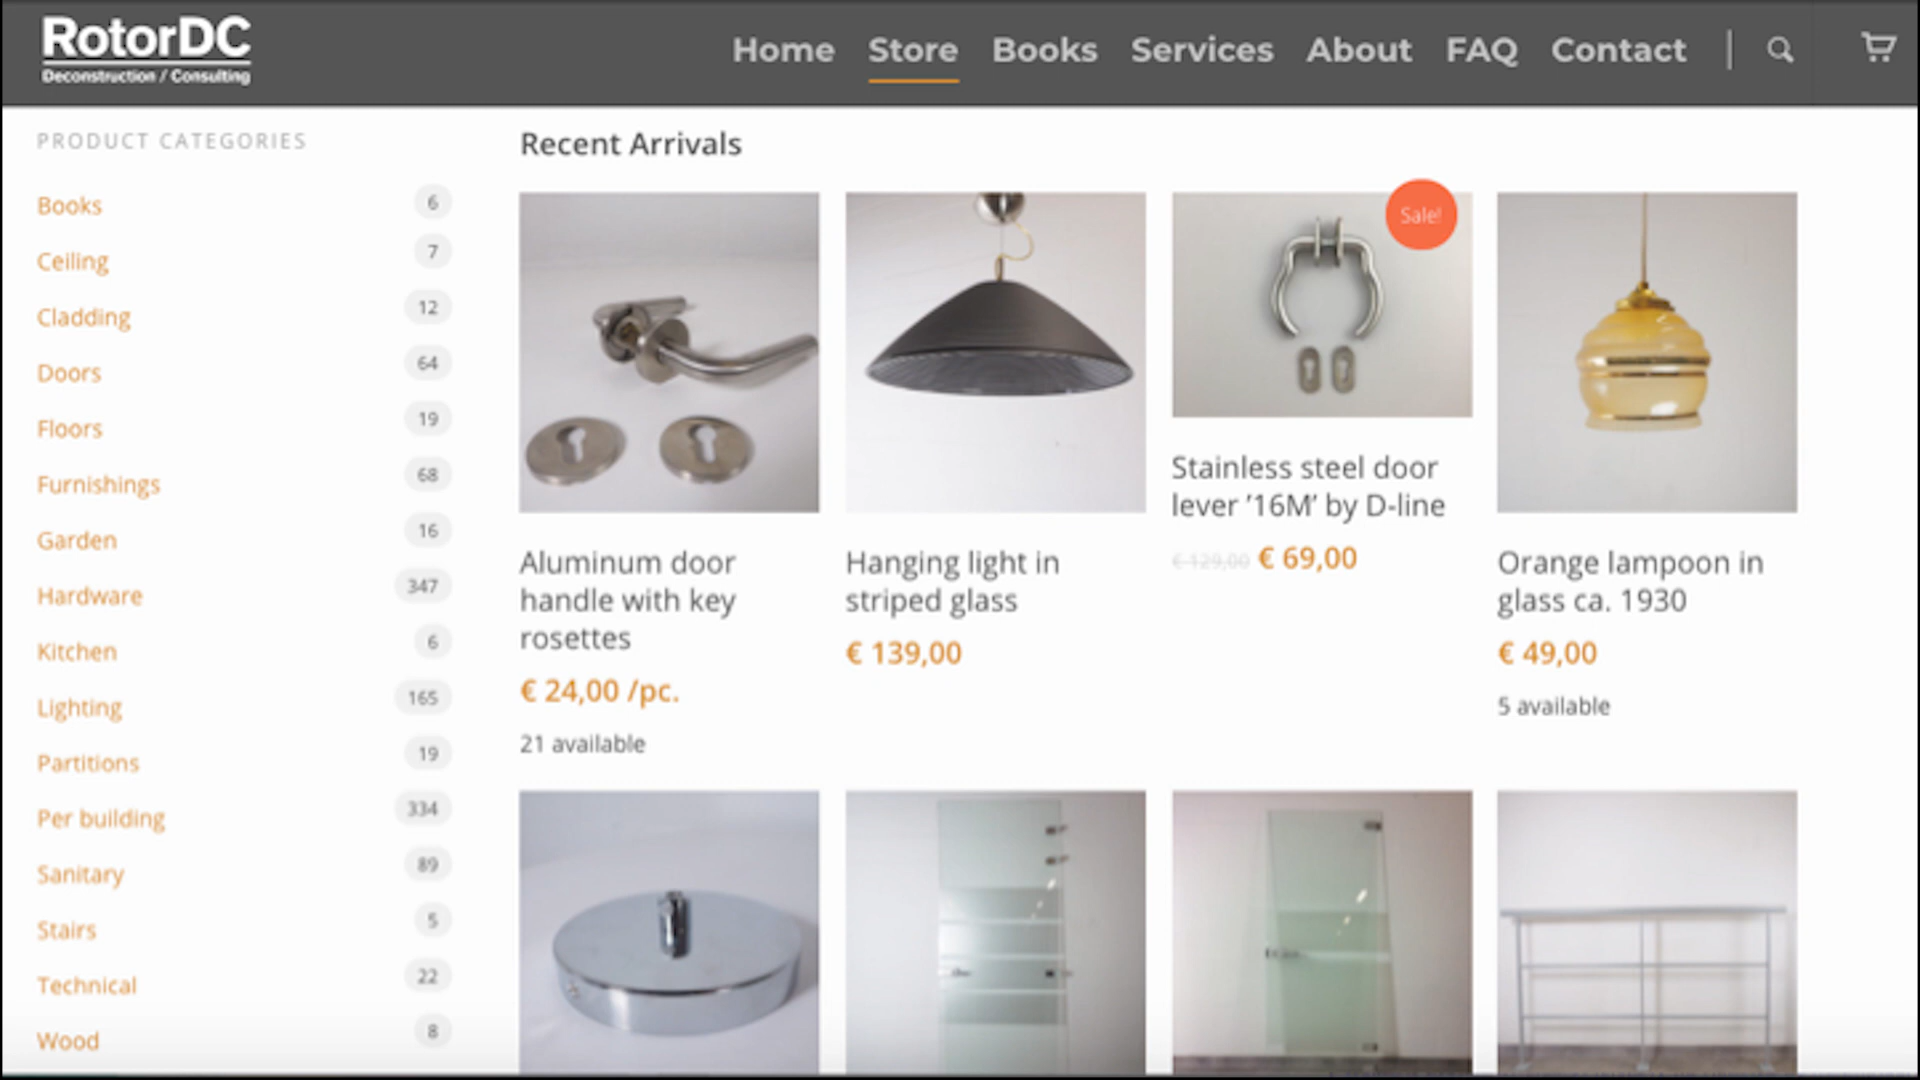 RotorDC
Deconstruction / Consulting
Home Store Books Services About FAQ Contact
PRODUCT CATEGORIES
Books 6
Ceiling 7
Cladding 12
Doors 64
Floors 19
Furnishings 68
Garden 16
Hardware 347
Kitchen 6
Lighting 165
Partitions 19
Per building 334
Sanitary 89
Stairs 5
Technical 22
Wood 8
Recent Arrivals
Aluminum door
handle with key
rosettes
€ 24,00 /pc.
21 available
Hanging light in
striped glass
€ 139,00
Sale!
Stainless steel door
lever ’16M’ by D-line
€ 129,00 € 69,00
Orange lampoon in
glass ca. 1930
€ 49,00
5 available